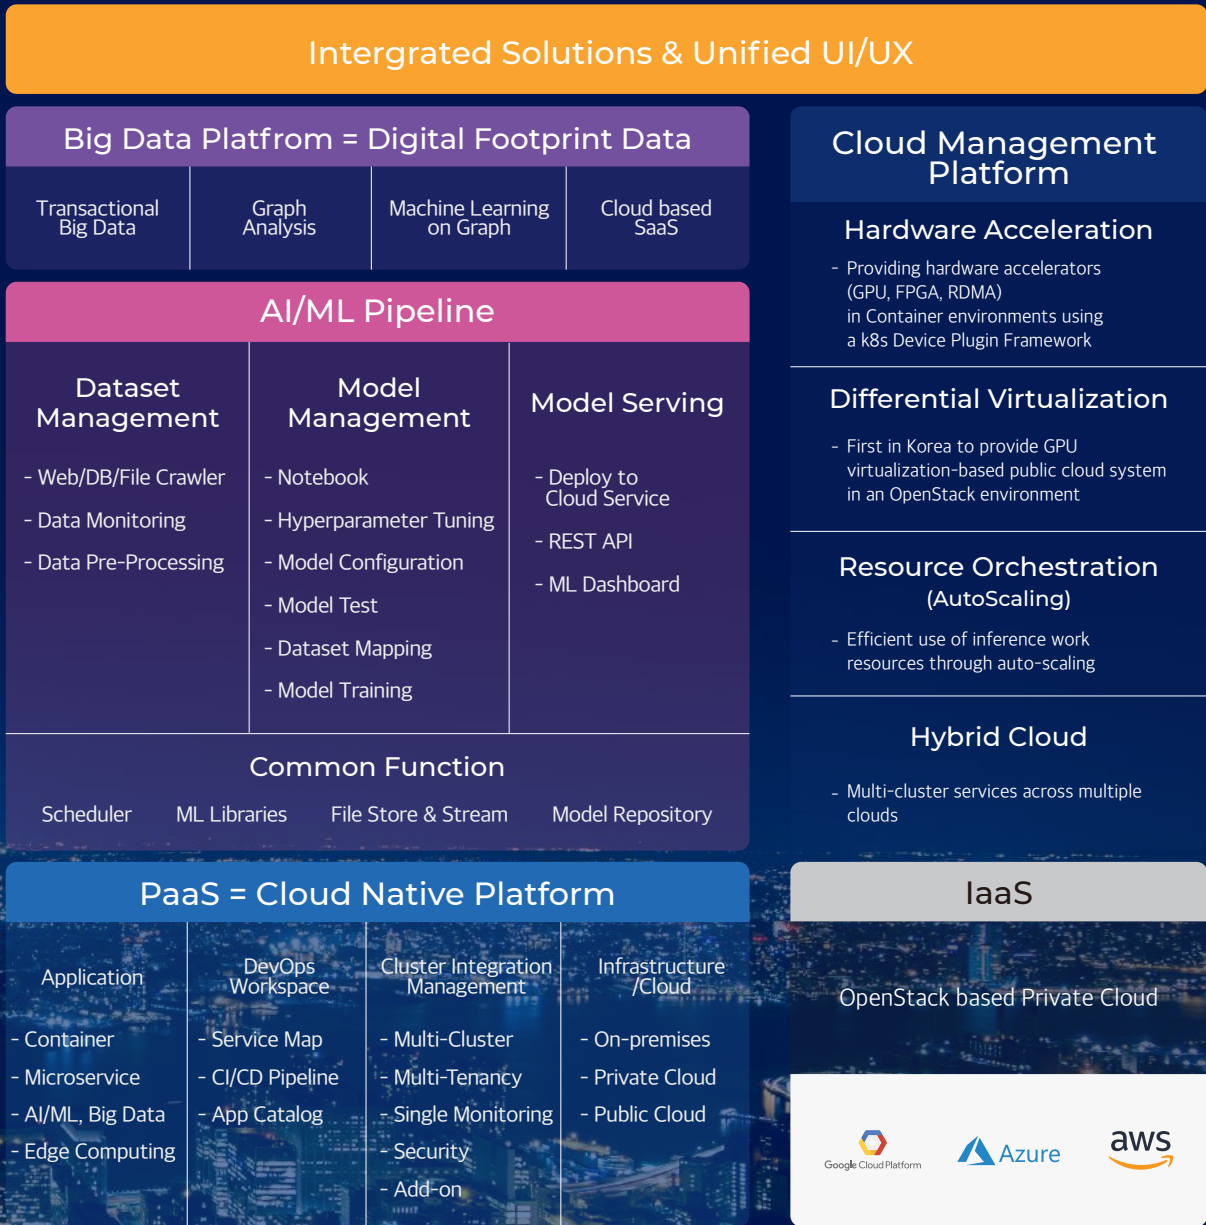 Intergrated Solutions & Unified UI/UX
Big Data Platfrom = Digital Footprint Data
Transactional
Big Data
Graph
Analysis
Machine Learning
on Graph
Cloud based
SaaS
AI/ML Pipeline
Dataset
Management
- Web/DB/File Crawler
- Data Monitoring
- Data Pre-Processing
Model
Management
- Notebook
- Hyperparameter Tuning
- Model Configuration
- Model Test
- Dataset Mapping
- Model Training
Model Serving
- Deploy to
Cloud Service
- REST API
- ML Dashboard
Common Function
Scheduler
ML Libraries
File Store & Stream
Model Repository
PaaS = Cloud Native Platform
Application
- Container
- Microservice
- AI/ML, Big Data
- Edge Computing
DevOps
Workspace
- Service Map
- CI/CD Pipeline
- App Catalog
Cluster Integration
Management
- Multi-Cluster
- Multi-Tenancy
- Single Monitoring
- Security
- Add-on
Infrastructure
/Cloud
- On-premises
- Private Cloud
- Public Cloud
Cloud Management
Platform
Hardware Acceleration
- Providing hardware accelerators
(GPU, FPGA, RDMA)
in Container environments using
a k8s Device Plugin Framework
Differential Virtualization
- First in Korea to provide GPU
virtualization-based public cloud system
in an OpenStack environment
Resource Orchestration
(AutoScaling)
- Efficient use of inference work
resources through auto-scaling
Hybrid Cloud
- Multi-cluster services across multiple
clouds
IaaS
OpenStack based Private Cloud
Google Cloud Platform
Azure
aws